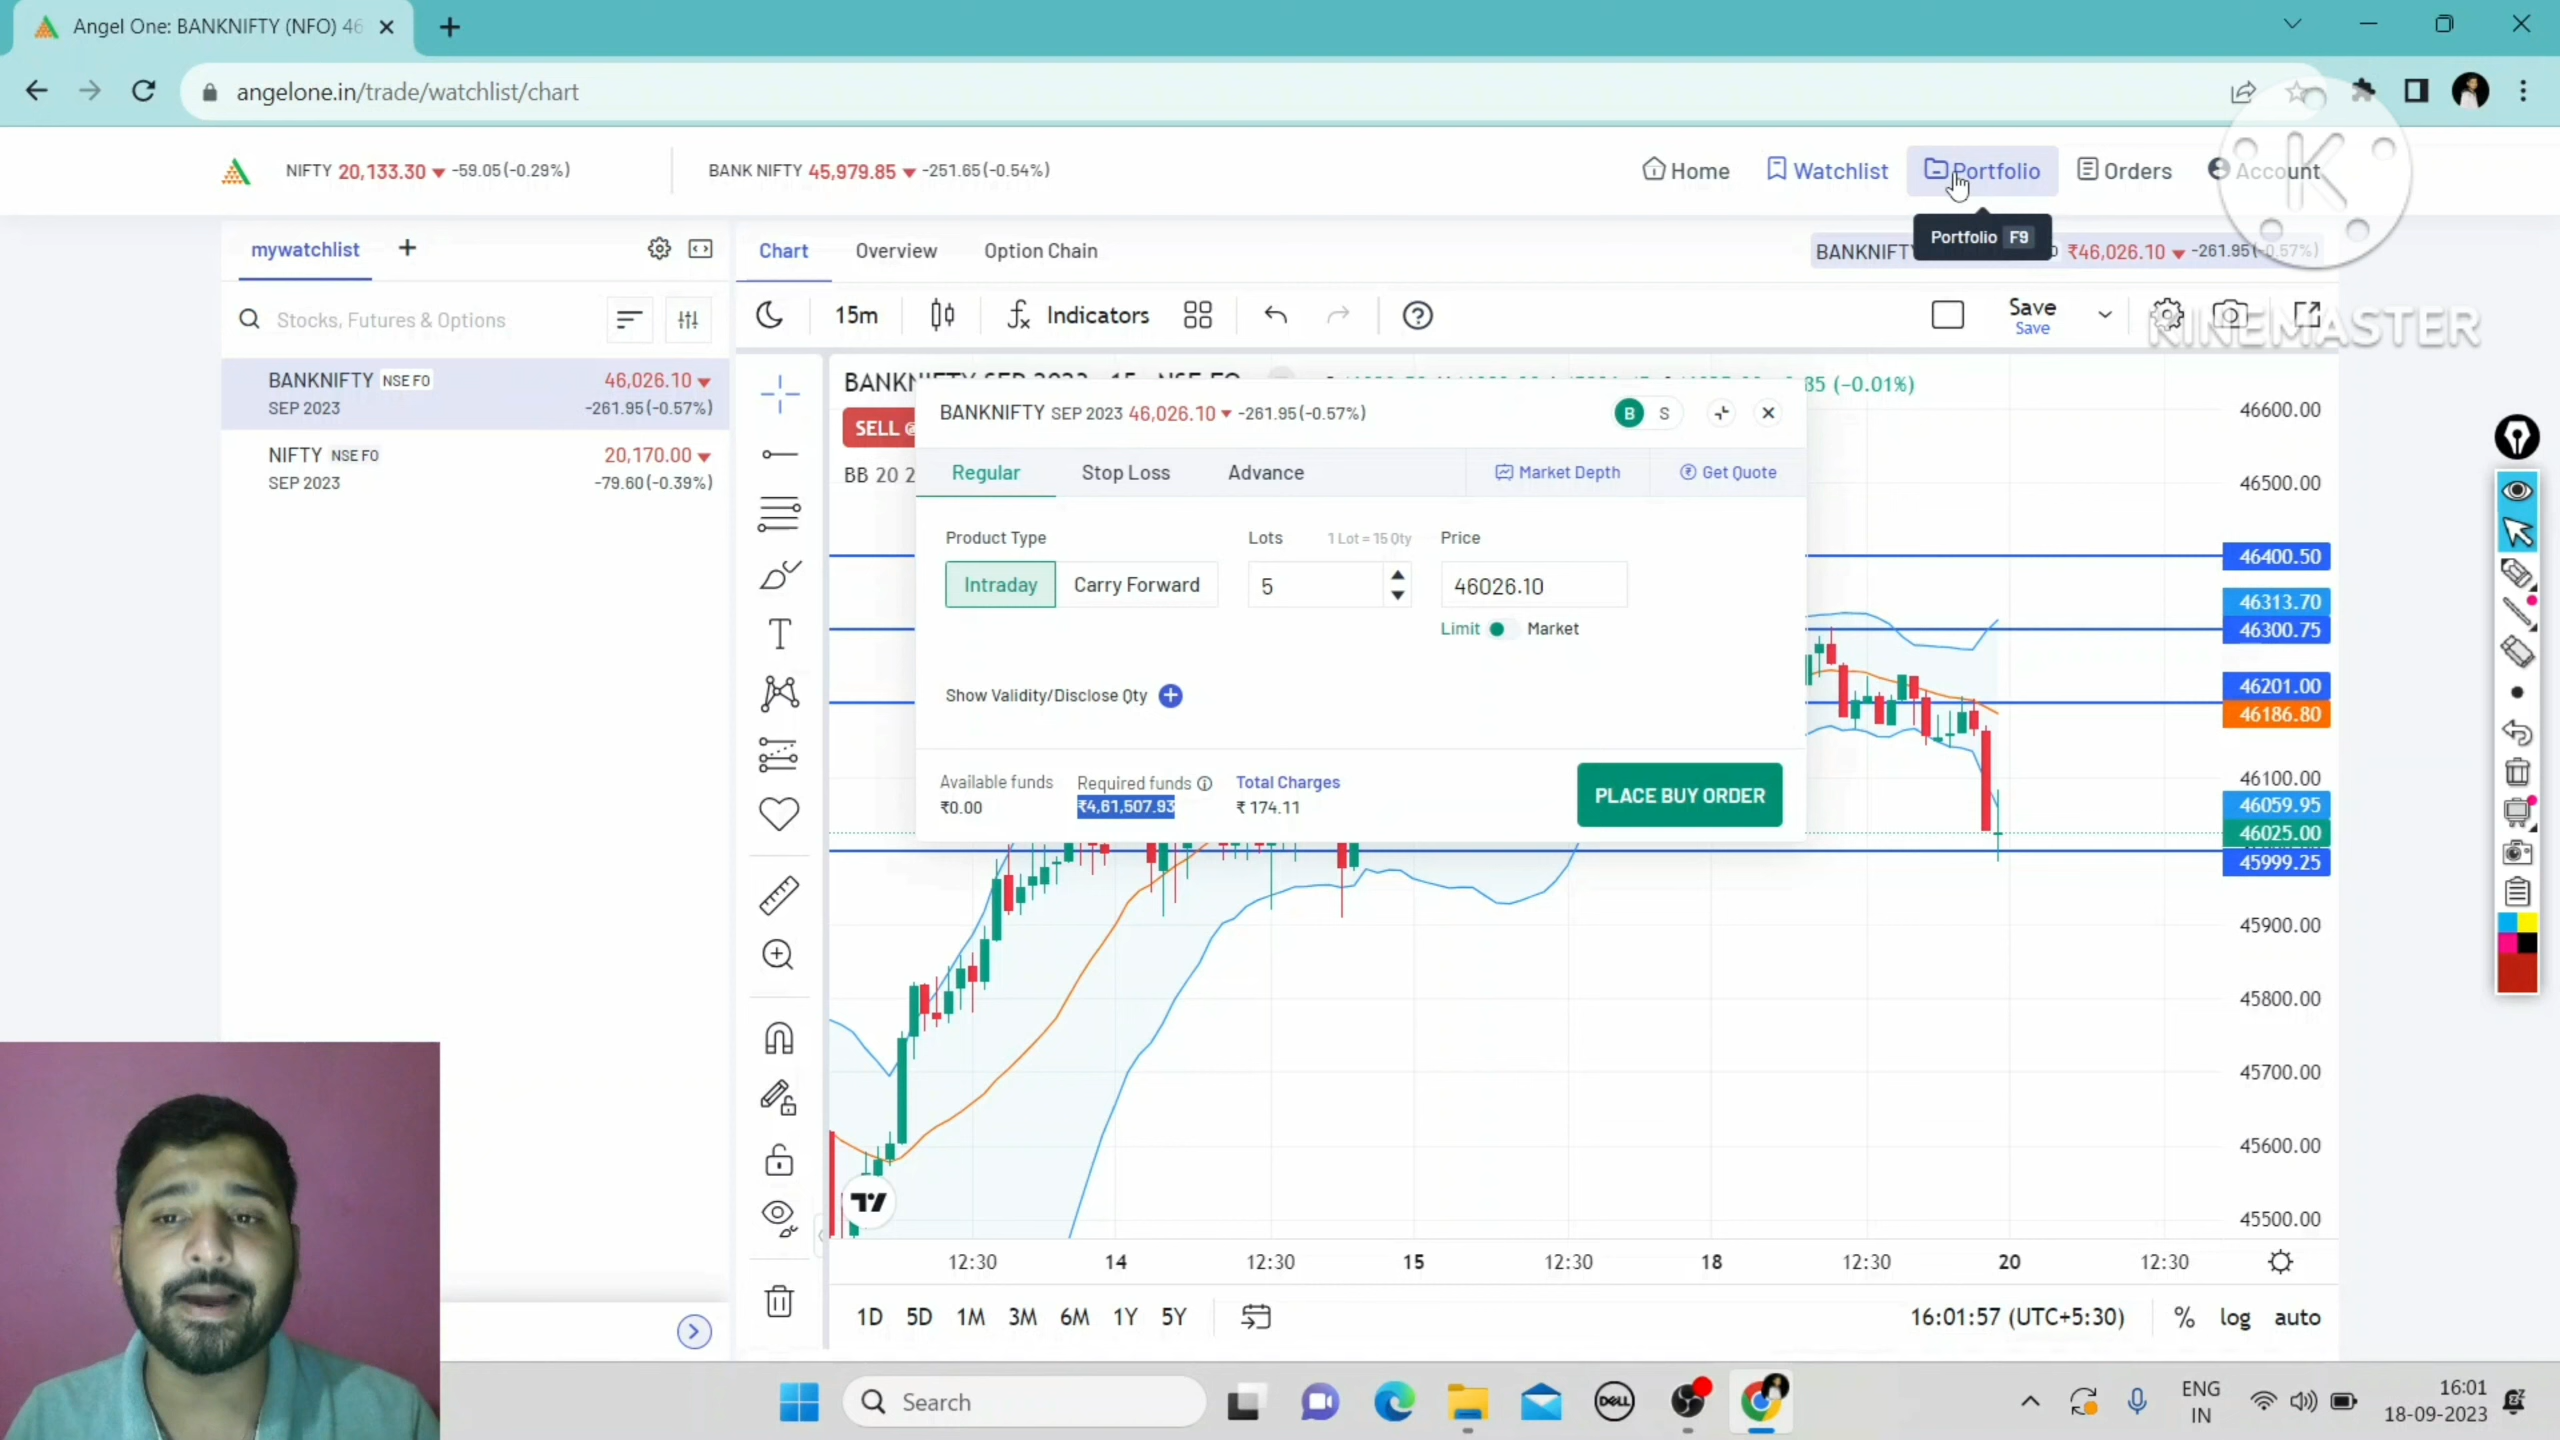 Angel One: BANKNIFTY (NFO) 46
angelone.in/trade/watchlist/chart
NIFTY 20,133.30 -59.05(-0.29%)
BANK NIFTY 45,979.85 -251.65(-0.54%)
Home
Watchlist
Portfolio
Orders
Account
K
Portfolio F9
mywatchlist
Chart
Overview
Option Chain
BANKNIFTY ₹46,026.10 -261.95(-0.57%)
Stocks, Futures & Options
15m
Indicators
Save
Save
KINEMASTER
BANKNIFTY NSE FO 46,026.10
SEP 2023 -261.95(-0.57%)
NIFTY NSE FO 20,170.00
SEP 2023 -79.60(-0.39%)
BANKNIFTY SEP 2023 15 NSE FO
(-0.01%)
SELL
BB 20 2
BANKNIFTY SEP 2023 46,026.10 -261.95(-0.57%)
B S
Regular
Stop Loss
Advance
Market Depth
Get Quote
Product Type
Lots
1 Lot = 15 Qty
Price
Intraday
Carry Forward
5
46026.10
Limit Market
Show Validity/Disclose Qty
Available funds
₹0.00
Required funds
₹4,61,507.93
Total Charges
₹ 174.11
PLACE BUY ORDER
46600.00
46500.00
46400.50
46313.70
46300.75
46201.00
46186.80
46100.00
46059.95
46025.00
45999.25
45900.00
45800.00
45700.00
45600.00
45500.00
12:30 14 12:30 15 12:30 18 12:30 20 12:30
1D 5D 1M 3M 6M 1Y 5Y
16:01:57 (UTC+5:30)
% log auto
Search
DELL
ENG
IN
16:01
18-09-2023